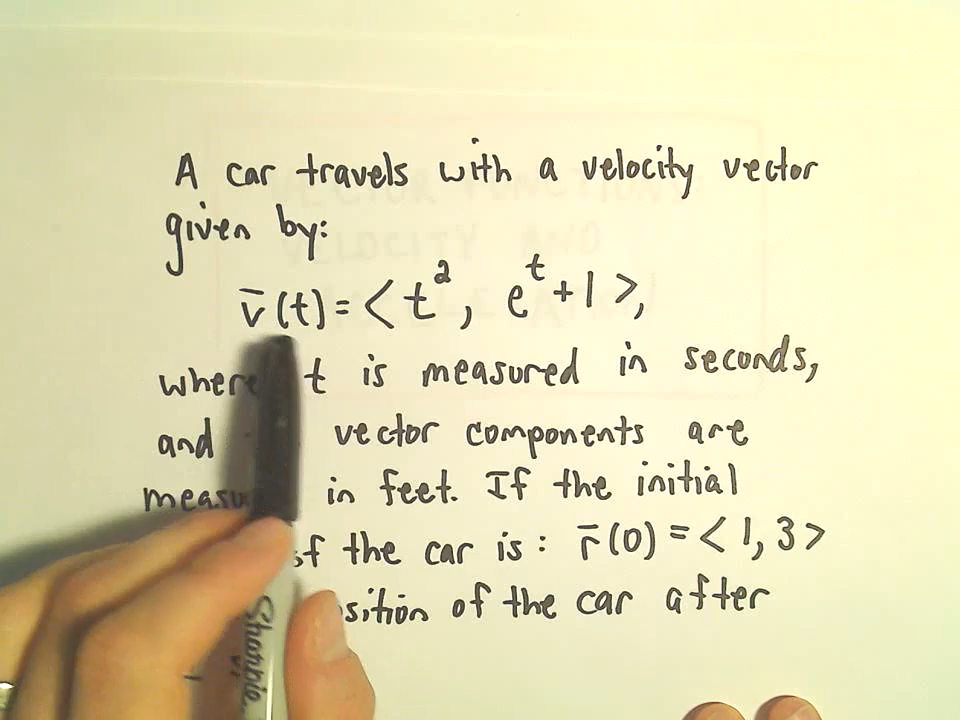 A car travels with a velocity vector
given by:
v̄(t) = < t², eᵗ + 1 >,
where t is measured in seconds,
and vector components are
in feet. If the initial
of the car is: r̄(0) = < 1, 3 >
of the car after
Sharpie